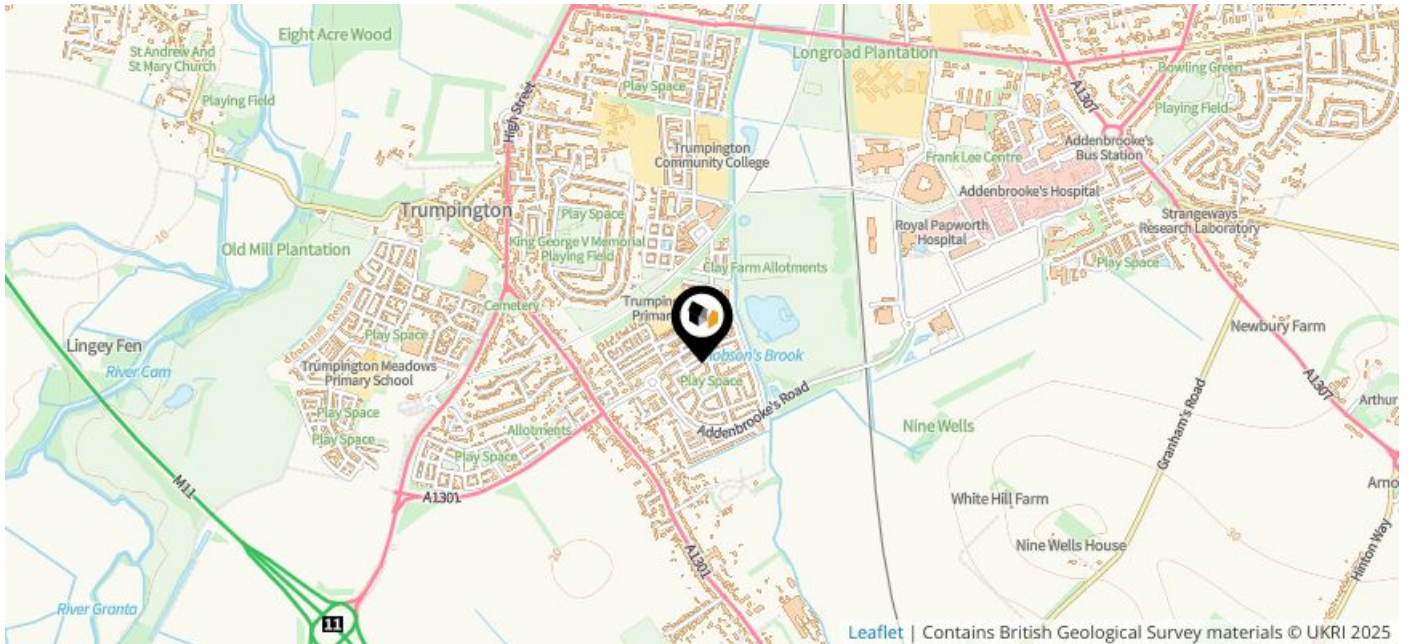 Eight Acre Wood
St Andrew And
St Mary Church
Playing Field
High Street
Play Space
Longroad Plantation
A1307
Bowling Green
Playing Field
Trumpington
Community College
Frank Lee Centre
Addenbrooke's
Bus Station
Addenbrooke's Hospital
Trumpington
Play Space
10
Old Mill Plantation
King George V Memorial
Playing Field
Royal Papworth
Hospital
Strangeways
Research Laboratory
Play Space
Clay Farm Allotments
Cemetery
Primar
Newbury Farm
Lingey Fen
River Cam
Play Space
Trumpington Meadows
Primary School
Brook
Play Space
Addenbrooke's Road
A1307
Arthur
Play Space
Play Space
Allotments
Play Space
Nine Wells
Granham's Road
M11
A1301
White Hill Farm
Nine Wells House
20
30
A1301
Hinton Way
River Granta
11
Leaflet | Contains British Geological Survey materials © UKRI 2025